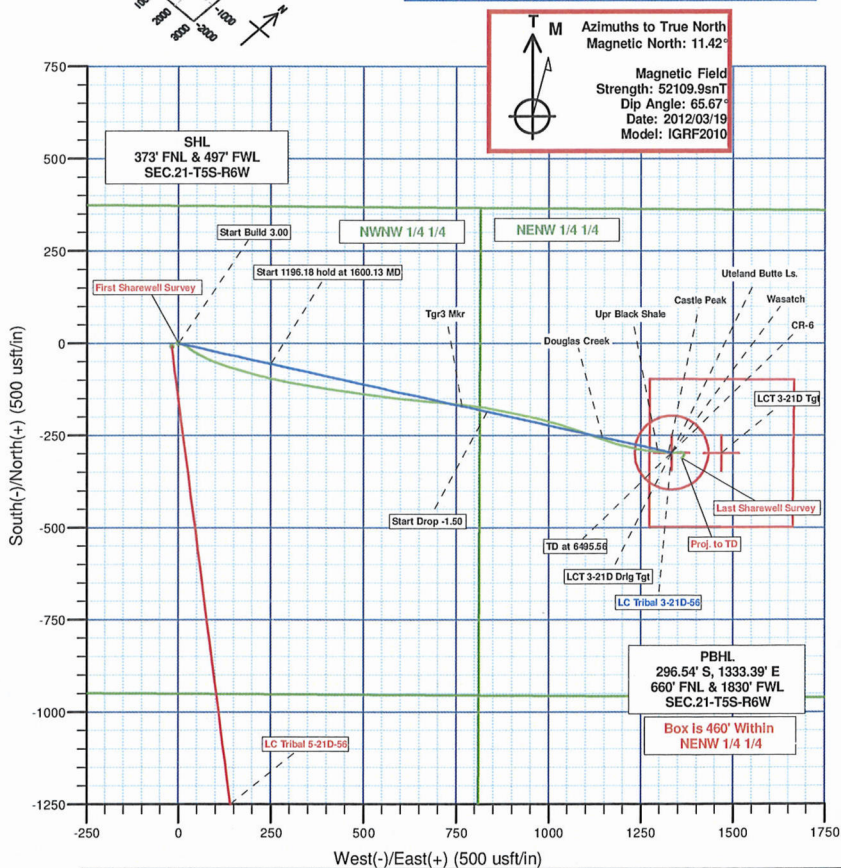 2000
3000
-2000
-1000
N
T
M
Azimuths to True North
Magnetic North: 11.42°
Magnetic Field
Strength: 52109.9snT
Dip Angle: 65.67°
Date: 2012/03/19
Model: IGRF2010
SHL
373' FNL & 497' FWL
SEC.21-T5S-R6W
NWNW 1/4 1/4
NENW 1/4 1/4
Start Build 3.00
Start 1196.18 hold at 1600.13 MD
First Sharewell Survey
Tgr3 Mkr
Douglas Creek
Upr Black Shale
Castle Peak
Uteland Butte Ls.
Wasatch
CR-6
LCT 3-21D Tgt
Last Sharewell Survey
Start Drop -1.50
TD at 6495.56
Proj. to TD
LCT 3-21D Drlg Tgt
LC Tribal 3-21D-56
PBHL
296.54' S, 1333.39' E
660' FNL & 1830' FWL
SEC.21-T5S-R6W
Box is 460' Within
NENW 1/4 1/4
LC Tribal 5-21D-56
750
500
250
0
-250
-500
-750
-1000
-1250
South(-)/North(+) (500 usft/in)
-250
0
250
500
750
1000
1250
1500
1750
West(-)/East(+) (500 usft/in)